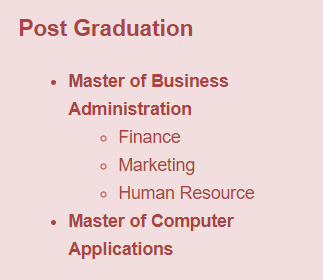 Post Graduation
Master of Business
Administration
Finance
Marketing
Human Resource
Master of Computer
Applications